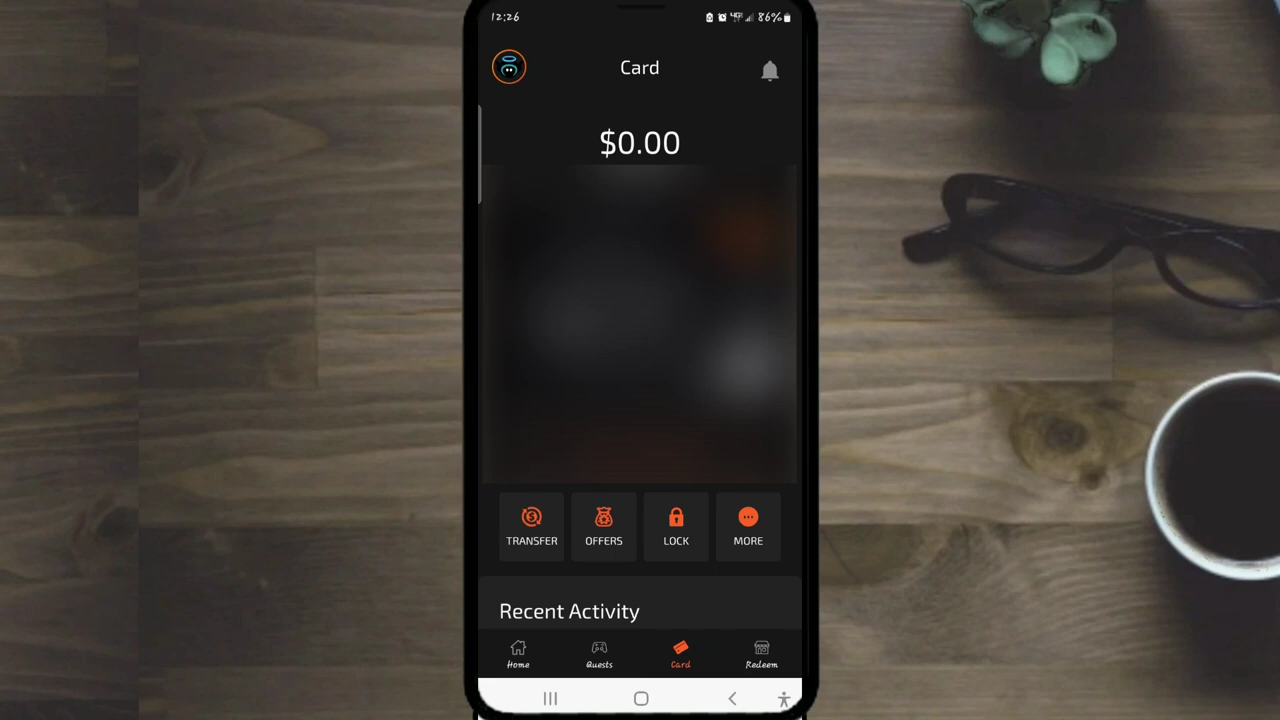 12:26
86%
Card
$0.00
TRANSFER
OFFERS
LOCK
MORE
Recent Activity
Home
Quests
Card
Redeem